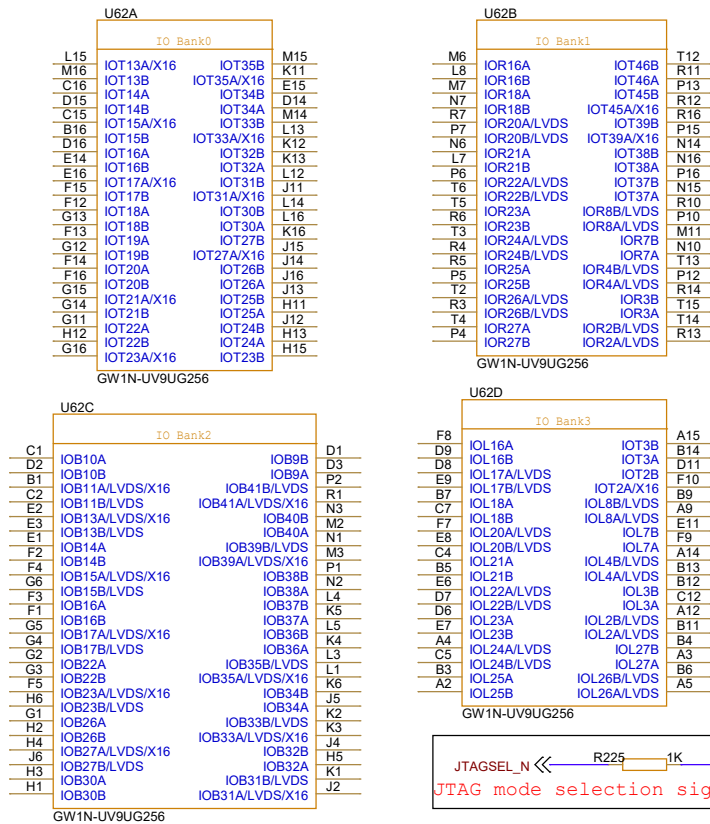 U62A
IO Bank0
L15 IOT13A/X16 IOT35B M15
M16 IOT13B IOT35A/X16 K11
C16 IOT14A IOT34B E15
D15 IOT14B IOT34A D14
C15 IOT15A/X16 IOT33B M14
B16 IOT15B IOT33A/X16 L13
D16 IOT16A IOT32B K12
E14 IOT16B IOT32A K13
E16 IOT17A/X16 IOT31B L12
F15 IOT17B IOT31A/X16 J11
F12 IOT18A IOT30B L14
G13 IOT18B IOT30A L16
F13 IOT19A IOT27B K16
G12 IOT19B IOT27A/X16 J15
F14 IOT20A IOT26B J14
F16 IOT20B IOT26A J16
G15 IOT21A/X16 IOT25B J13
G14 IOT21B IOT25A H11
G11 IOT22A IOT24B J12
H12 IOT22B IOT24A H13
G16 IOT23A/X16 IOT23B H15
GW1N-UV9UG256
U62B
IO Bank1
M6 IOR16A IOT46B T12
L8 IOR16B IOT46A R11
M7 IOR18A IOT45B P13
N7 IOR18B IOT45A/X16 R12
R7 IOR20A/LVDS IOT39B R16
P7 IOR20B/LVDS IOT39A/X16 P15
N6 IOR21A IOT38B N14
L7 IOR21B IOT38A N16
P6 IOR22A/LVDS IOT37B P16
T6 IOR22B/LVDS IOT37A N15
T5 IOR23A IOR8B/LVDS R10
R6 IOR23B IOR8A/LVDS P10
T3 IOR24A/LVDS IOR7B M11
R4 IOR24B/LVDS IOR7A N10
R5 IOR25A IOR4B/LVDS T13
P5 IOR25B IOR4A/LVDS P12
T2 IOR26A/LVDS IOR3B R14
R3 IOR26B/LVDS IOR3A T15
T4 IOR27A IOR2B/LVDS T14
P4 IOR27B IOR2A/LVDS R13
GW1N-UV9UG256
U62C
IO Bank2
C1 IOB10A IOB9B D1
D2 IOB10B IOB9A D3
B1 IOB11A/LVDS/X16 IOB41B/LVDS P2
C2 IOB11B/LVDS IOB41A/LVDS/X16 R1
E2 IOB13A/LVDS/X16 IOB40B N3
E3 IOB13B/LVDS IOB40A M2
E1 IOB14A IOB39B/LVDS N1
F2 IOB14B IOB39A/LVDS/X16 M3
F4 IOB15A/LVDS/X16 IOB38B P1
G6 IOB15B/LVDS IOB38A N2
F3 IOB16A IOB37B L4
F1 IOB16B IOB37A K5
G5 IOB17A/LVDS/X16 IOB36B L5
G4 IOB17B/LVDS IOB36A K4
G2 IOB22A IOB35B/LVDS L3
G3 IOB22B IOB35A/LVDS/X16 L1
F5 IOB23A/LVDS/X16 IOB34B K6
H6 IOB23B/LVDS IOB34A J5
G1 IOB26A IOB33B/LVDS K2
H2 IOB26B IOB33A/LVDS/X16 K3
H4 IOB27A/LVDS/X16 IOB32B J4
J6 IOB27B/LVDS IOB32A H5
H3 IOB30A IOB31B/LVDS K1
H1 IOB30B IOB31A/LVDS/X16 J2
GW1N-UV9UG256
U62D
IO Bank3
F8 IOL16A IOT3B A15
D9 IOL16B IOT3A B14
D8 IOL17A/LVDS IOT2B D11
E9 IOL17B/LVDS IOT2A/X16 F10
B7 IOL18A IOL8B/LVDS B9
C7 IOL18B IOL8A/LVDS A9
F7 IOL20A/LVDS IOL7B E11
E8 IOL20B/LVDS IOL7A F9
C4 IOL21A IOL4B/LVDS A14
B5 IOL21B IOL4A/LVDS B13
E6 IOL22A/LVDS IOL3B B12
D7 IOL22B/LVDS IOL3A C12
D6 IOL23A IOL2B/LVDS A12
E7 IOL23B IOL2A/LVDS B11
A4 IOL24A/LVDS IOL27B B4
C5 IOL24B/LVDS IOL27A A3
B3 IOL25A IOL26B/LVDS B6
A2 IOL25B IOL26A/LVDS A5
GW1N-UV9UG256
JTAGSEL_N R225 1K
JTAG mode selection sig